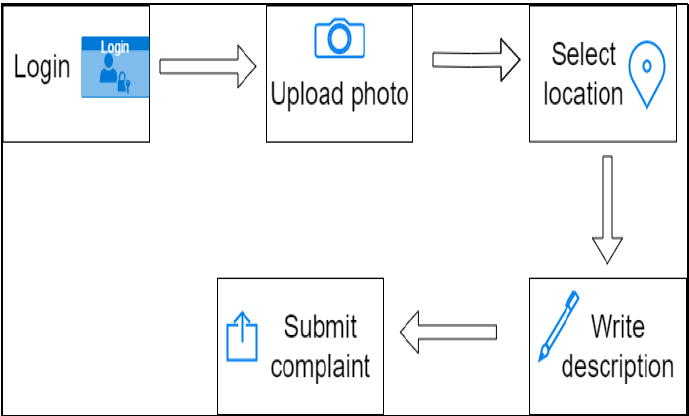 Login
Login
Upload photo
Select
location
Write
description
Submit
complaint